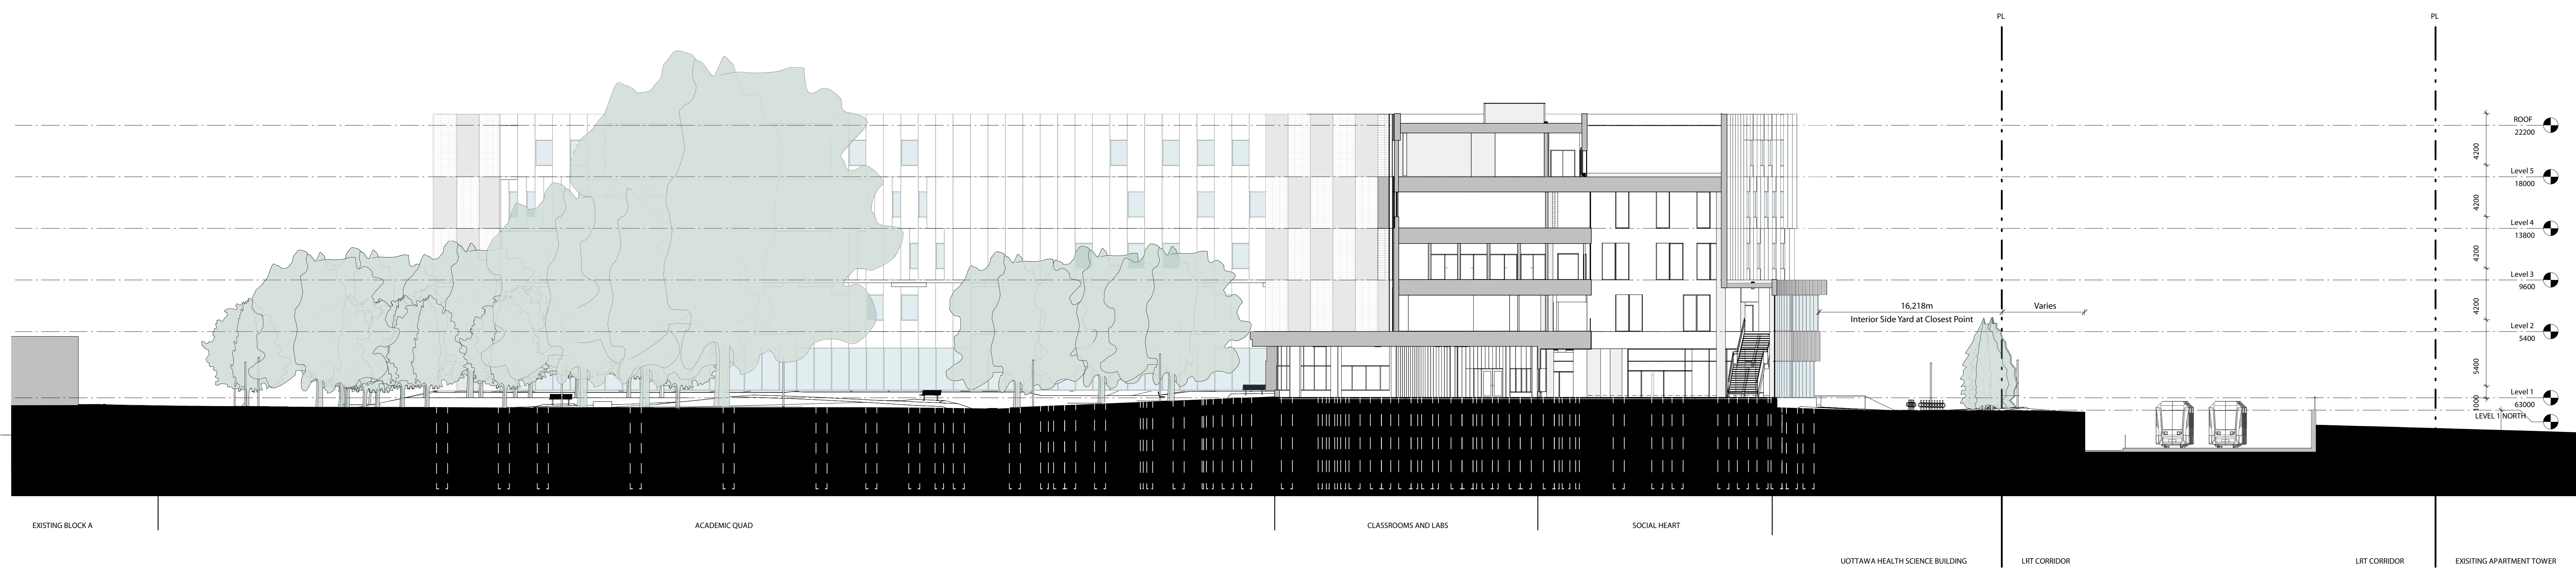 PL
PL
ROOF
22200
4200
Level 5
18000
4200
Level 4
13800
4200
Level 3
9600
4200
16,218m
Varies
Interior Side Yard at Closest Point
Level 2
5400
5400
Level 1
63000
1000
LEVEL 1 NORTH
EXISTING BLOCK A
ACADEMIC QUAD
CLASSROOMS AND LABS
SOCIAL HEART
UOTTAWA HEALTH SCIENCE BUILDING
LRT CORRIDOR
LRT CORRIDOR
EXISITING APARTMENT TOWER